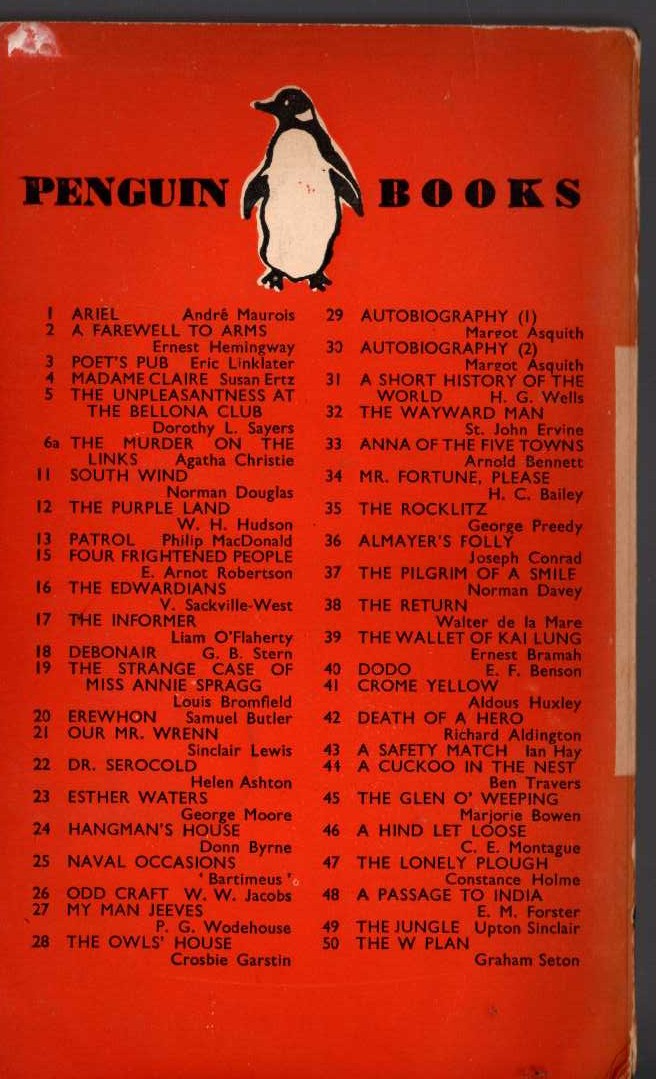 PENGUIN BOOKS
1 ARIEL André Maurois
2 A FAREWELL TO ARMS
Ernest Hemingway
3 POET'S PUB Eric Linklater
4 MADAME CLAIRE Susan Ertz
5 THE UNPLEASANTNESS AT
THE BELLONA CLUB
Dorothy L. Sayers
6a THE MURDER ON THE
LINKS Agatha Christie
11 SOUTH WIND
Norman Douglas
12 THE PURPLE LAND
W. H. Hudson
13 PATROL Philip MacDonald
15 FOUR FRIGHTENED PEOPLE
E. Arnot Robertson
16 THE EDWARDIANS
V. Sackville-West
17 THE INFORMER
Liam O'Flaherty
18 DEBONAIR G. B. Stern
19 THE STRANGE CASE OF
MISS ANNIE SPRAGG
Louis Bromfield
20 EREWHON Samuel Butler
21 OUR MR. WRENN
Sinclair Lewis
22 DR. SEROCOLD
Helen Ashton
23 ESTHER WATERS
George Moore
24 HANGMAN'S HOUSE
Donn Byrne
25 NAVAL OCCASIONS
'Bartimeus'
26 ODD CRAFT W. W. Jacobs
27 MY MAN JEEVES
P. G. Wodehouse
28 THE OWLS' HOUSE
Crosbie Garstin
29 AUTOBIOGRAPHY (1)
Margot Asquith
30 AUTOBIOGRAPHY (2)
Margot Asquith
31 A SHORT HISTORY OF THE
WORLD H. G. Wells
32 THE WAYWARD MAN
St. John Ervine
33 ANNA OF THE FIVE TOWNS
Arnold Bennett
34 MR. FORTUNE, PLEASE
H. C. Bailey
35 THE ROCKLITZ
George Preedy
36 ALMAYER'S FOLLY
Joseph Conrad
37 THE PILGRIM OF A SMILE
Norman Davey
38 THE RETURN
Walter de la Mare
39 THE WALLET OF KAI LUNG
Ernest Bramah
40 DODO E. F. Benson
41 CROME YELLOW
Aldous Huxley
42 DEATH OF A HERO
Richard Aldington
43 A SAFETY MATCH Ian Hay
44 A CUCKOO IN THE NEST
Ben Travers
45 THE GLEN O' WEEPING
Marjorie Bowen
46 A HIND LET LOOSE
C. E. Montague
47 THE LONELY PLOUGH
Constance Holme
48 A PASSAGE TO INDIA
E. M. Forster
49 THE JUNGLE Upton Sinclair
50 THE W PLAN
Graham Seton